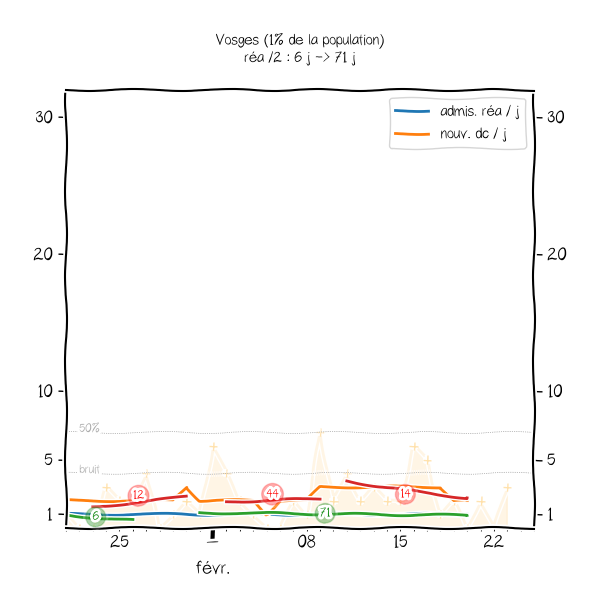 Vosges (1% de la population)
réa /2 : 6 j -> 71 j
admis. réa / j
nouv. dc / j
30 30
20 20
10 10
50%
5 5
bruit
12 44 14
6 71
1 1
25 1 08 15 22
févr.